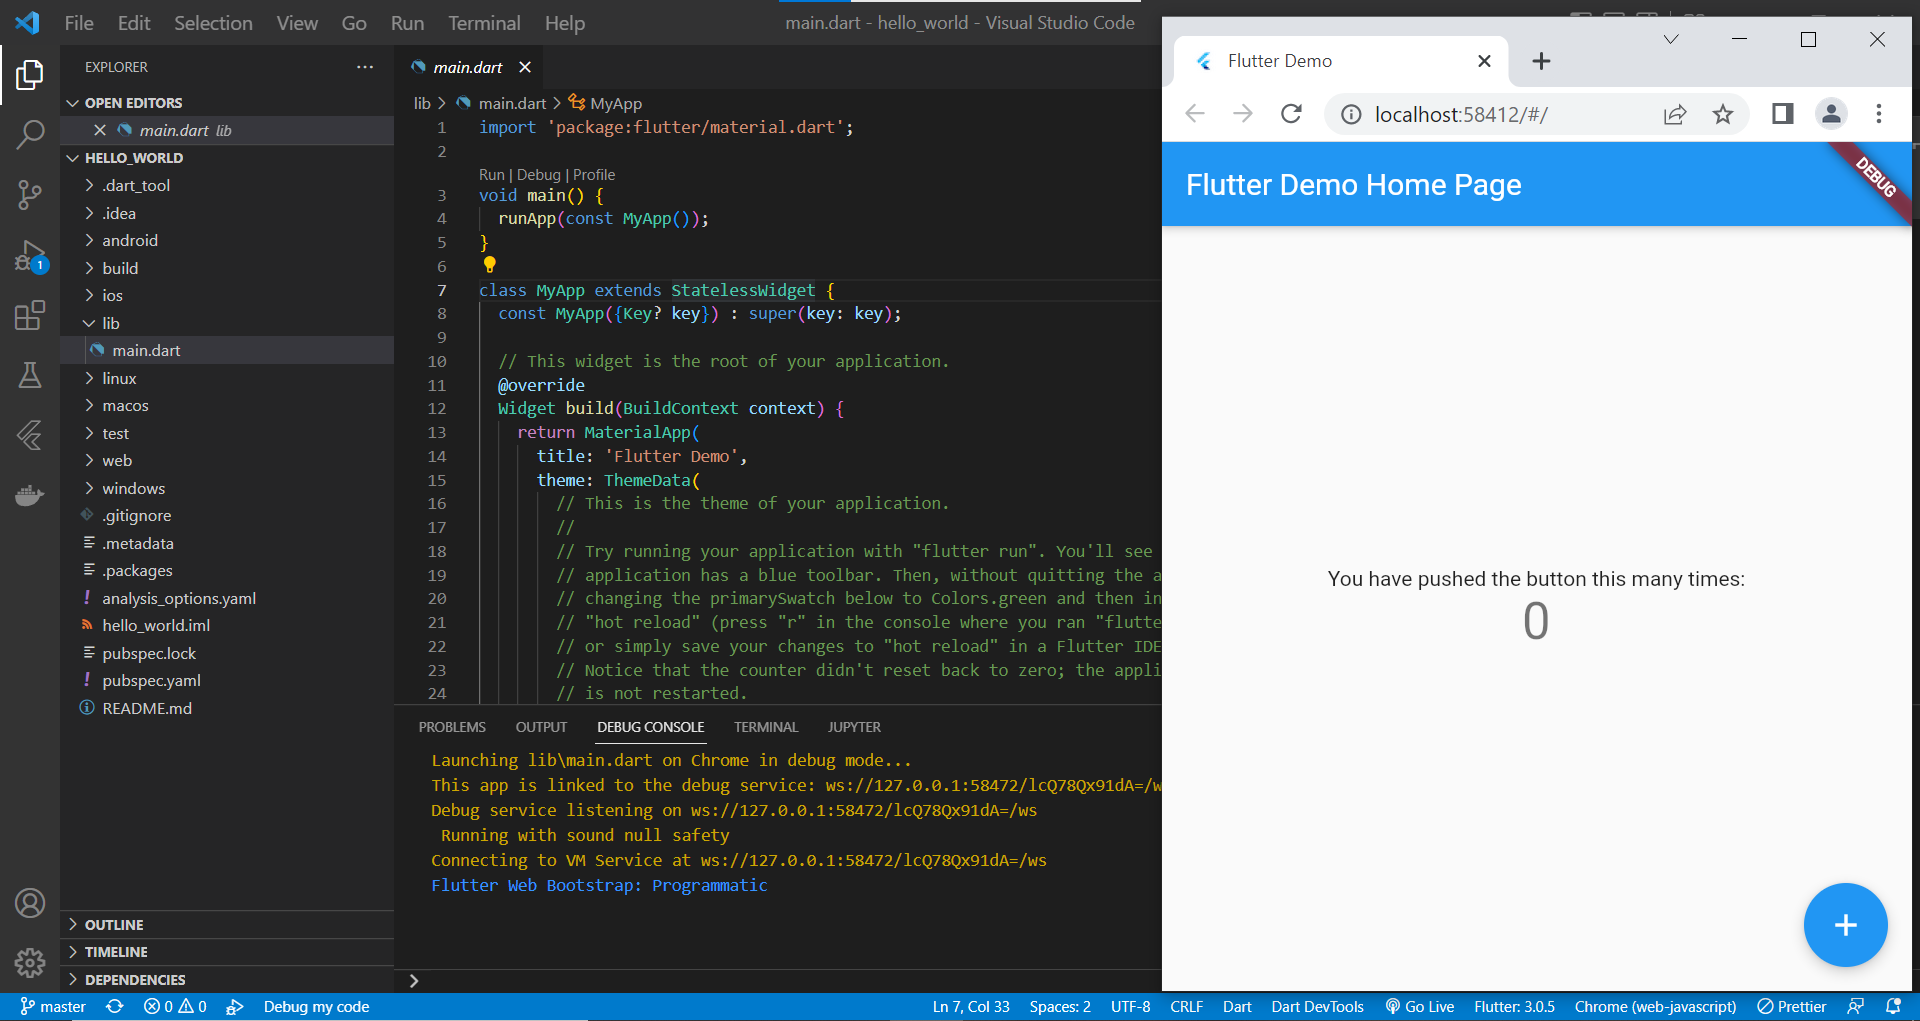 File Edit Selection View Go Run Terminal Help
main.dart - hello_world - Visual Studio Code
EXPLORER
OPEN EDITORS
main.dart lib
HELLO_WORLD
.dart_tool
.idea
android
build
ios
lib
main.dart
linux
macos
test
web
windows
.gitignore
.metadata
.packages
analysis_options.yaml
hello_world.iml
pubspec.lock
pubspec.yaml
README.md
OUTLINE
TIMELINE
DEPENDENCIES
1
main.dart
lib > main.dart > MyApp
1 import 'package:flutter/material.dart';
2
Run | Debug | Profile
3 void main() {
4 runApp(const MyApp());
5 }
6
7 class MyApp extends StatelessWidget {
8 const MyApp({Key? key}) : super(key: key);
9
10 // This widget is the root of your application.
11 @override
12 Widget build(BuildContext context) {
13 return MaterialApp(
14 title: 'Flutter Demo',
15 theme: ThemeData(
16 // This is the theme of your application.
17 //
18 // Try running your application with "flutter run". You'll see
19 // application has a blue toolbar. Then, without quitting the a
20 // changing the primarySwatch below to Colors.green and then in
21 // "hot reload" (press "r" in the console where you ran "flutte
22 // or simply save your changes to "hot reload" in a Flutter IDE
23 // Notice that the counter didn't reset back to zero; the appli
24 // is not restarted.
PROBLEMS OUTPUT DEBUG CONSOLE TERMINAL JUPYTER
Launching lib\main.dart on Chrome in debug mode...
This app is linked to the debug service: ws://127.0.0.1:58472/lcQ78Qx91dA=/w
Debug service listening on ws://127.0.0.1:58472/lcQ78Qx91dA=/ws
Running with sound null safety
Connecting to VM Service at ws://127.0.0.1:58472/lcQ78Qx91dA=/ws
Flutter Web Bootstrap: Programmatic
Flutter Demo
localhost:58412/#/
Flutter Demo Home Page
DEBUG
You have pushed the button this many times:
0
master 0 0 Debug my code Ln 7, Col 33 Spaces: 2 UTF-8 CRLF Dart Dart DevTools Go Live Flutter: 3.0.5 Chrome (web-javascript) Prettier